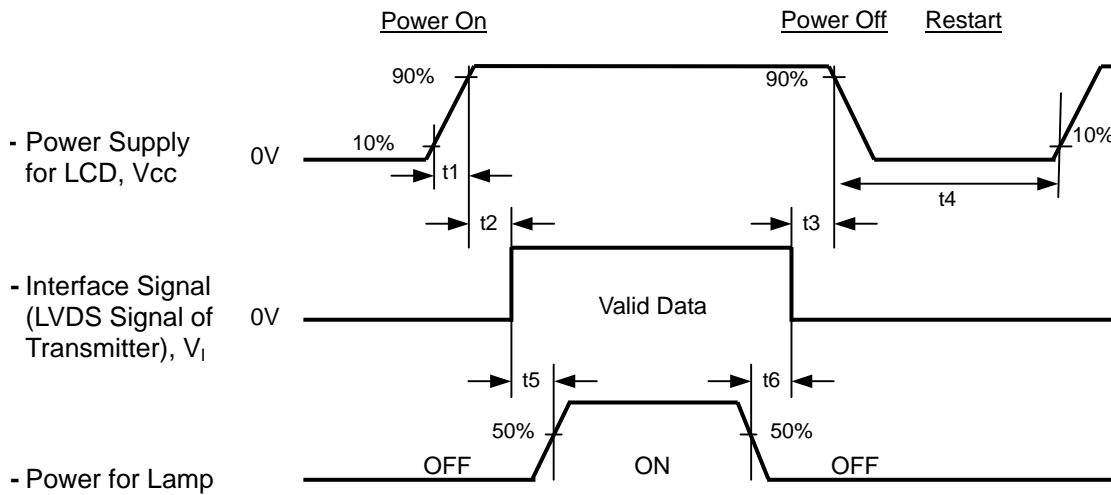 Power On
Power Off
Restart
90%
90%
- Power Supply
for LCD, Vcc
0V
10%
10%
t1
t4
t2
t3
- Interface Signal
(LVDS Signal of
Transmitter), VI
0V
Valid Data
t5
t6
50%
50%
- Power for Lamp
OFF
ON
OFF